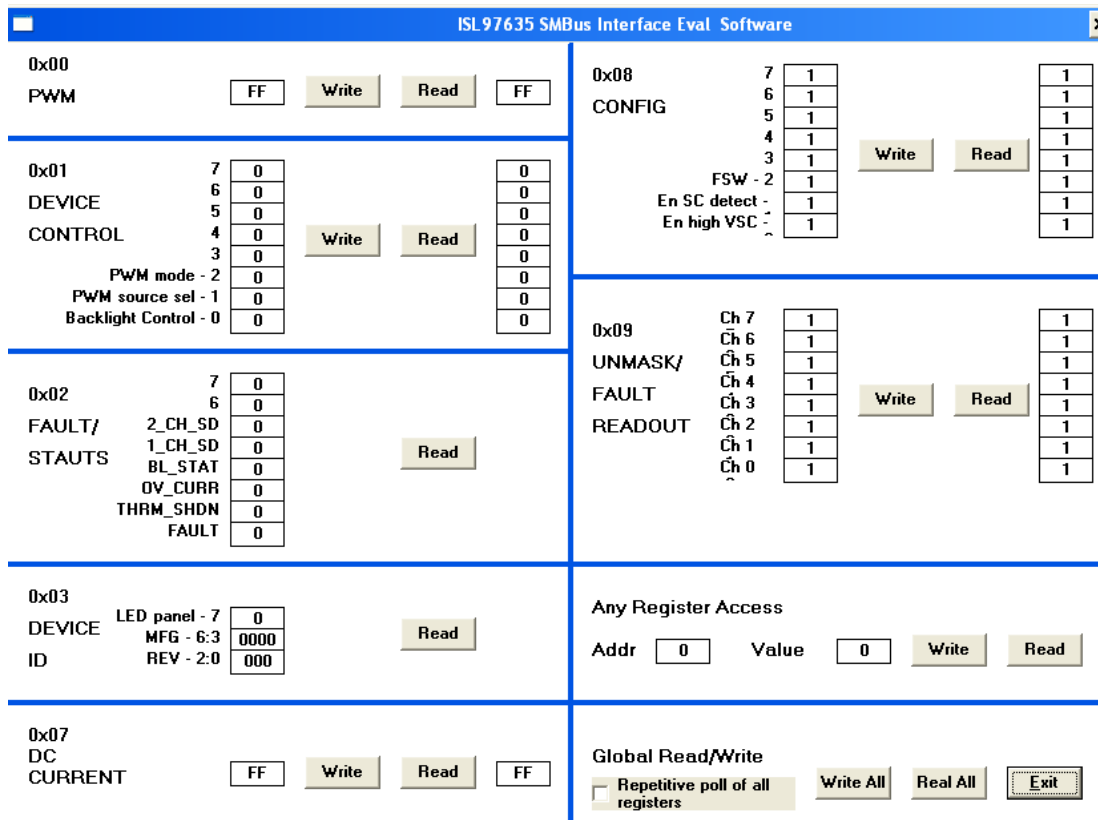 ISL97635 SMBus Interface Eval Software
0x00
PWM
FF Write Read FF
0x01
DEVICE
CONTROL
7 0 0
6 0 0
5 0 0
4 0 Write Read 0
3 0 0
PWM mode - 2 0 0
PWM source sel - 1 0 0
Backlight Control - 0 0 0
0x02
FAULT/
STAUTS
7 0
6 0
2_CH_SD 0
1_CH_SD 0 Read
BL_STAT 0
OV_CURR 0
THRM_SHDN 0
FAULT 0
0x03
DEVICE
ID
LED panel - 7 0
MFG - 6:3 0000 Read
REV - 2:0 000
0x07
DC
CURRENT
FF Write Read FF
0x08
CONFIG
7 1 1
6 1 1
5 1 1
4 1 1
3 1 Write Read 1
FSW - 2 1 1
En SC detect - 1 1
En high VSC - 1 1
0x09
UNMASK/
FAULT
READOUT
Ch 7 1 1
Ch 6 1 1
Ch 5 1 1
Ch 4 1 1
Ch 3 1 Write Read 1
Ch 2 1 1
Ch 1 1 1
Ch 0 1 1
Any Register Access
Addr 0 Value 0 Write Read
Global Read/Write
Repetitive poll of all
registers
Write All Real All Exit